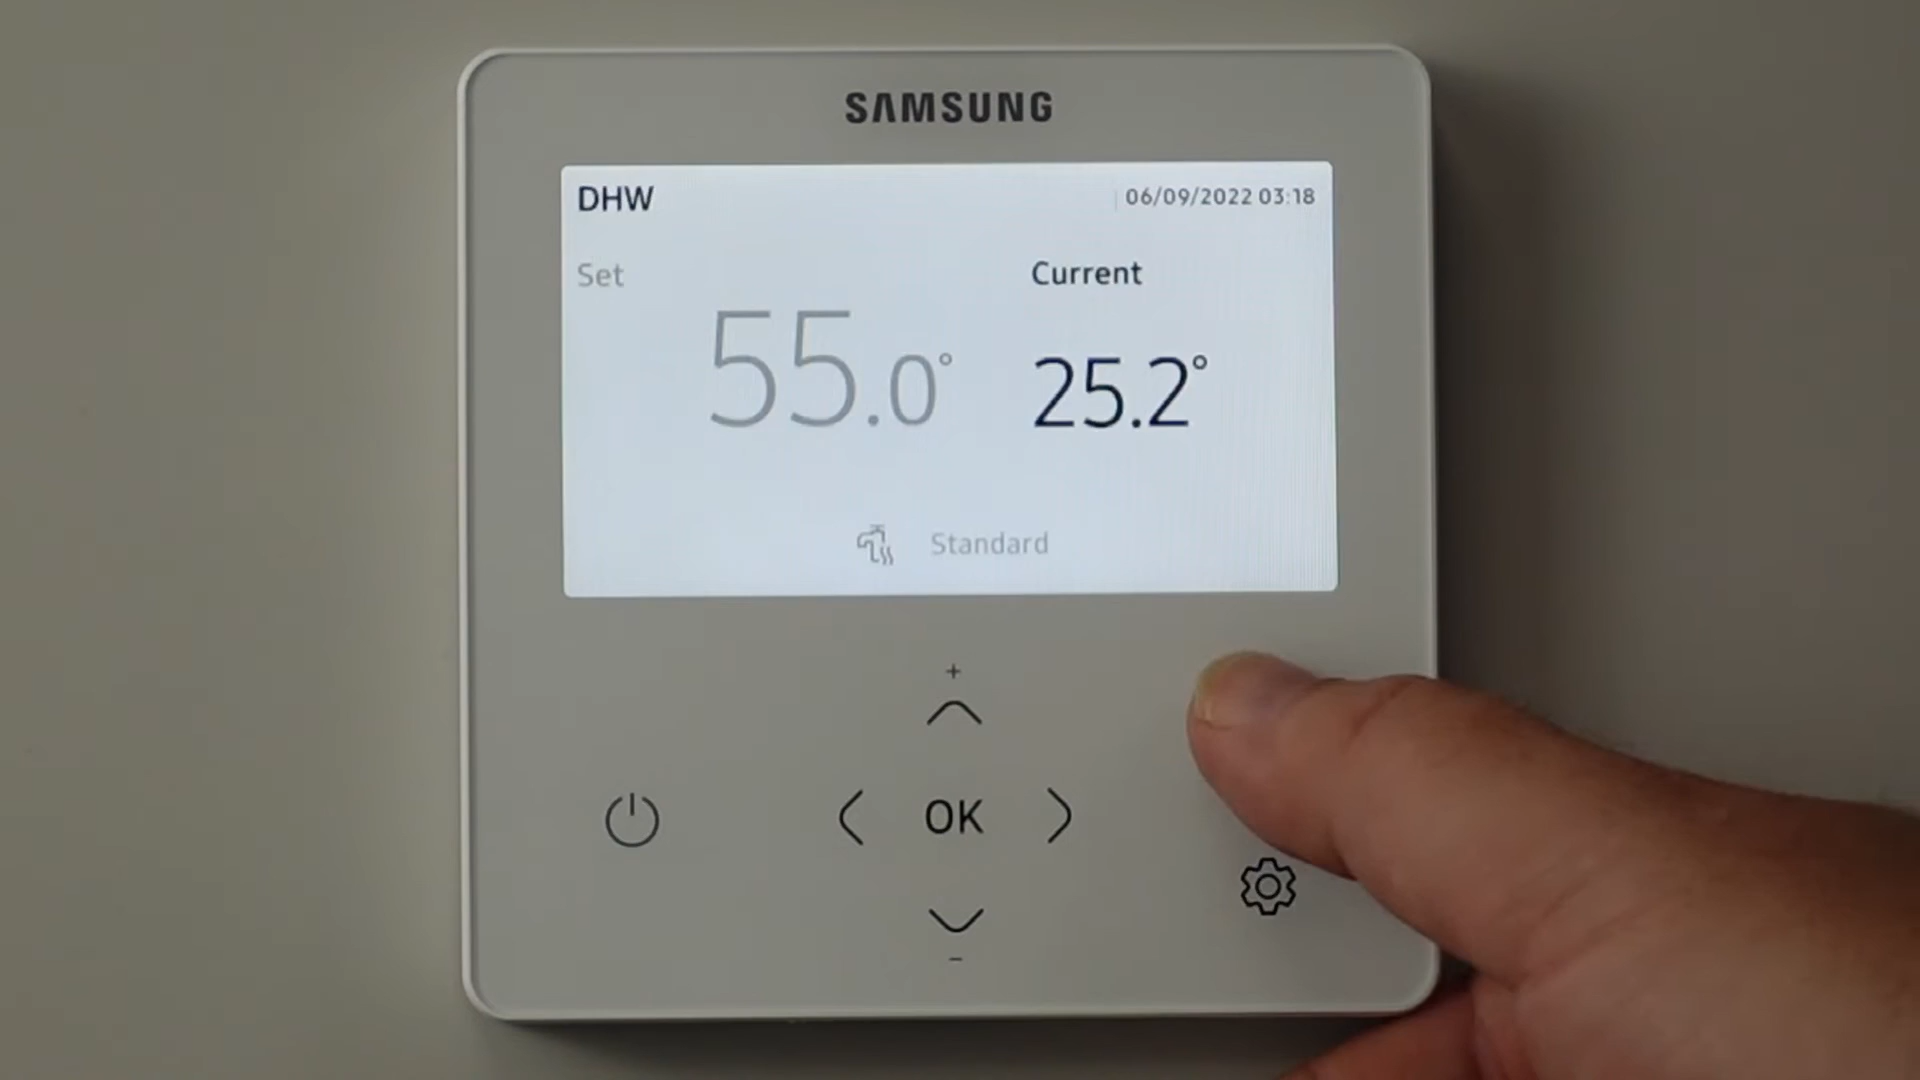 SAMSUNG
DHW
06/09/2022 03:18
Set
Current
55.0°
25.2°
Standard
+
OK
-